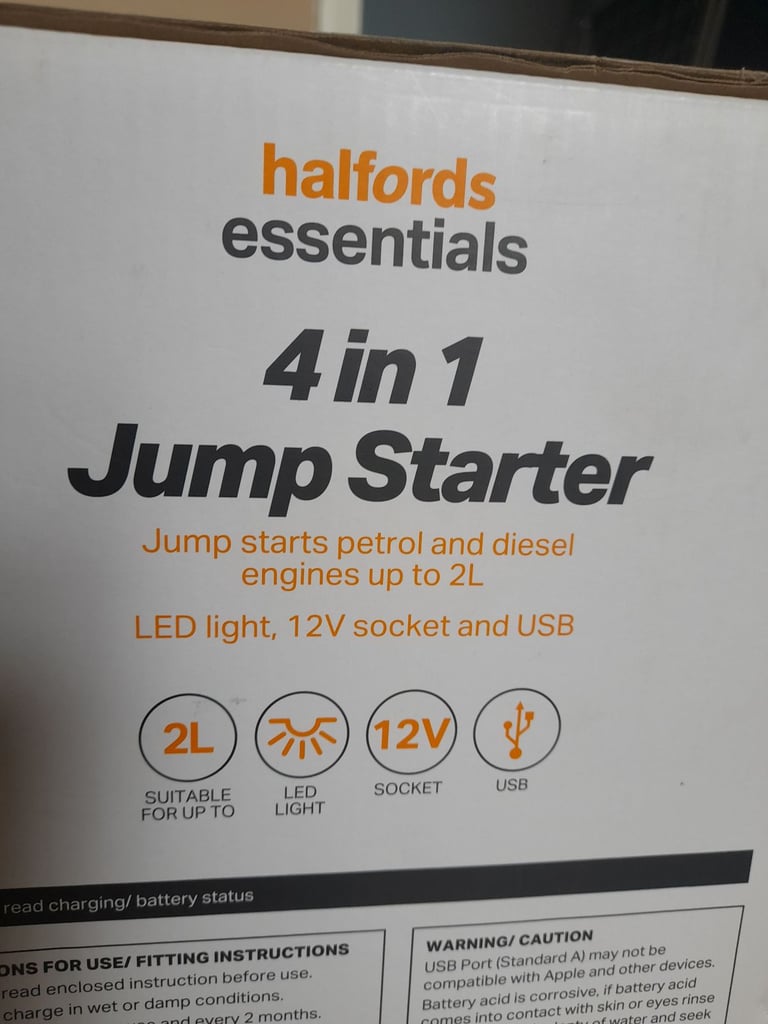 halfords
essentials
4 in 1
Jump Starter
Jump starts petrol and diesel
engines up to 2L
LED light, 12V socket and USB
2L
SUITABLE
FOR UP TO
LED
LIGHT
12V
SOCKET
USB
read charging/ battery status
ONS FOR USE/ FITTING INSTRUCTIONS
read enclosed instruction before use.
charge in wet or damp conditions.
and every 2 months.
WARNING/ CAUTION
USB Port (Standard A) may not be
compatible with Apple and other devices.
Battery acid is corrosive, if battery acid
comes into contact with skin or eyes rinse
of water and seek